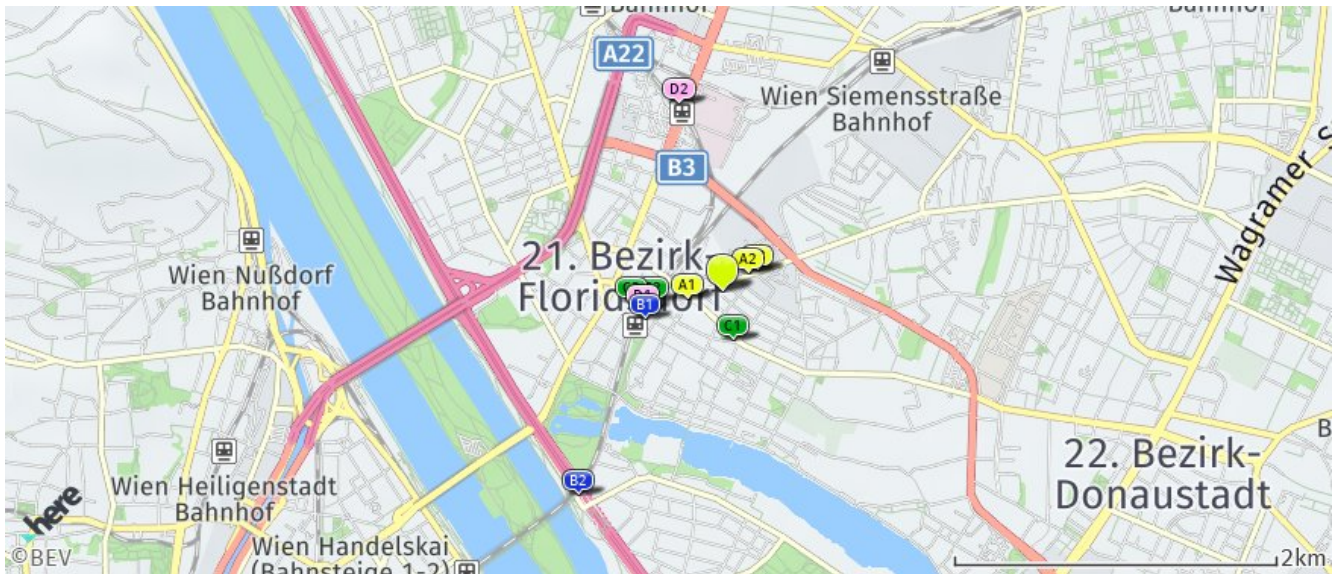 Bahnhof
Bahnhof
A22
D2
Wien Siemensstraße
Bahnhof
B3
Wagramer S
21. Bezirk-
A2
A1
D1
B1
C1
Wien Nußdorf
Bahnhof
B2
22. Bezirk-
Donaustadt
B
Wien Heiligenstadt
Bahnhof
here
©BEV
Wien Handelskai
(Bahnsteige 1-2)
2km